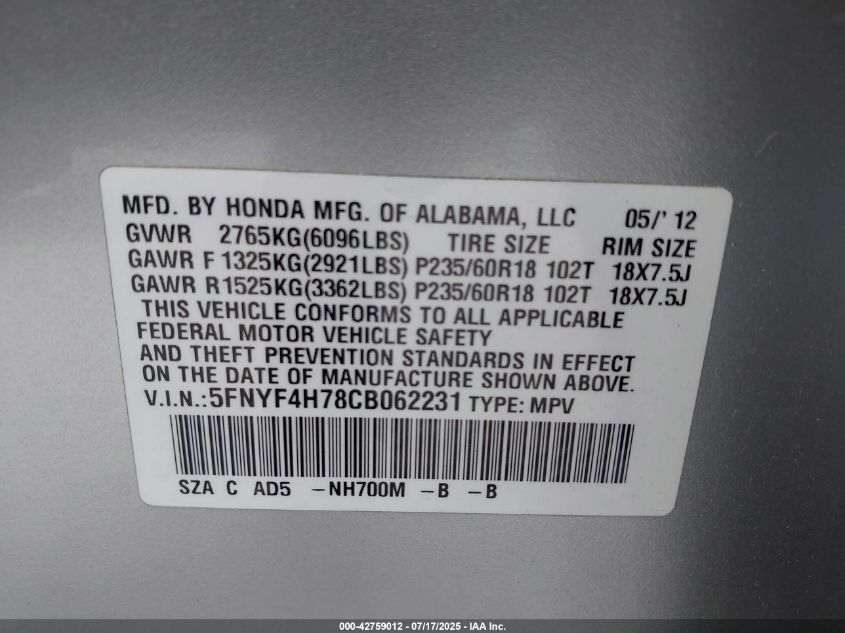 MFD. BY HONDA MFG. OF ALABAMA, LLC 05/' 12
GVWR 2765KG(6096LBS) TIRE SIZE RIM SIZE
GAWR F 1325KG(2921LBS) P235/60R18 102T 18X7.5J
GAWR R1525KG(3362LBS) P235/60R18 102T 18X7.5J
THIS VEHICLE CONFORMS TO ALL APPLICABLE
FEDERAL MOTOR VEHICLE SAFETY
AND THEFT PREVENTION STANDARDS IN EFFECT
ON THE DATE OF MANUFACTURE SHOWN ABOVE.
V.I.N.:5FNYF4H78CB062231 TYPE: MPV
SZA C AD5 -NH700M -B -B
000-42759012 - 07/17/2025 - IAA Inc.